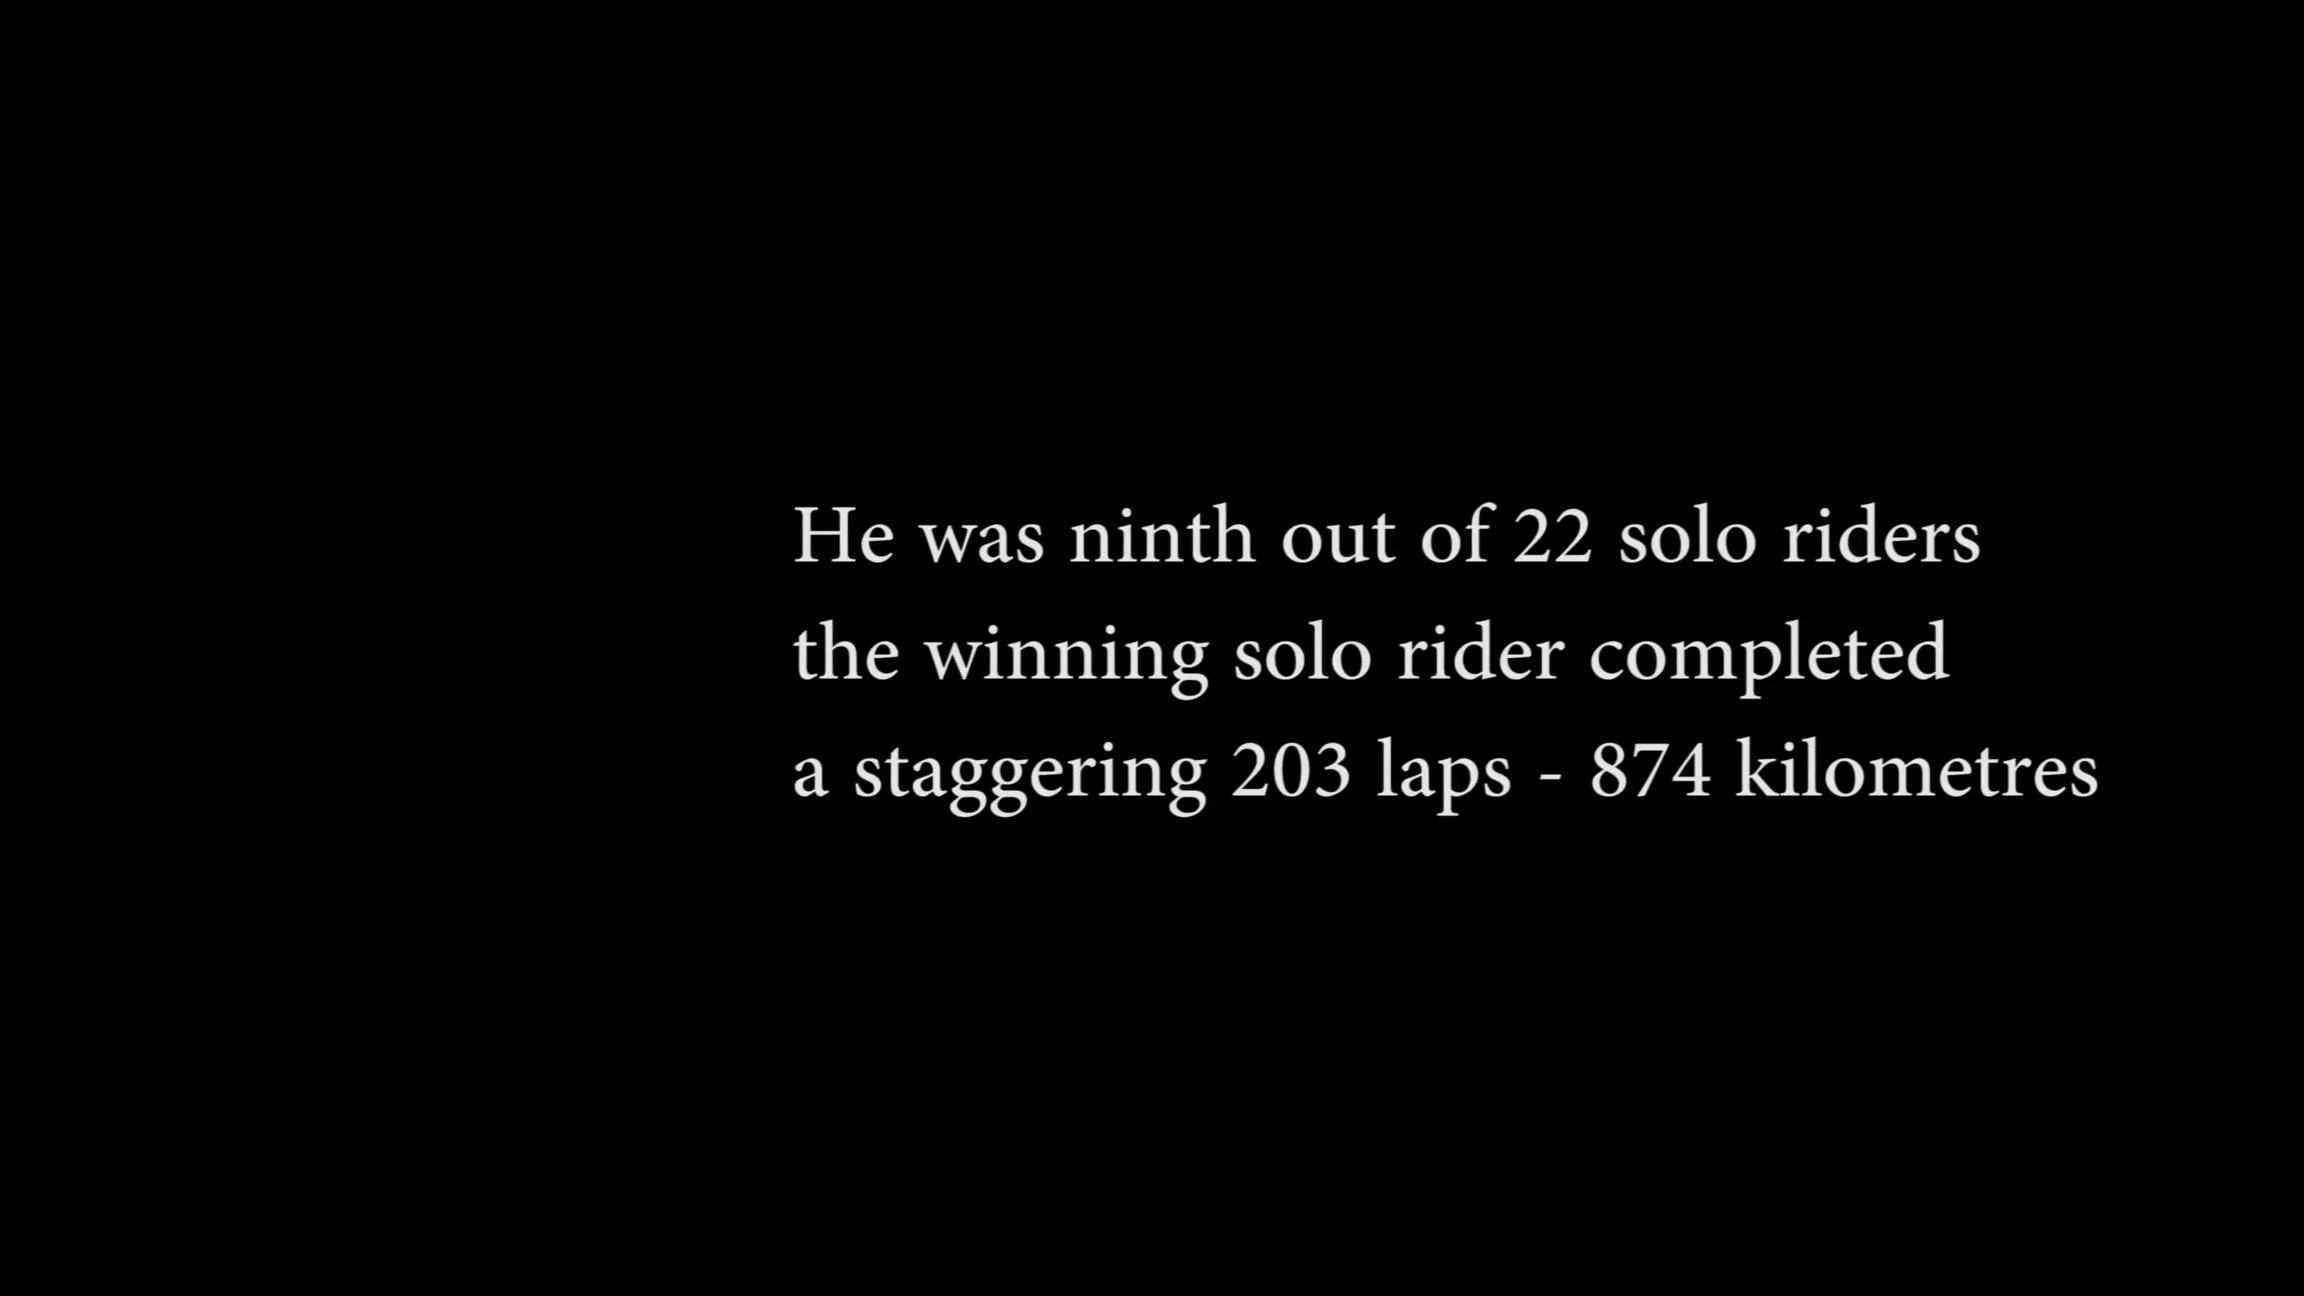 He was ninth out of 22 solo riders
the winning solo rider completed
a staggering 203 laps - 874 kilometres